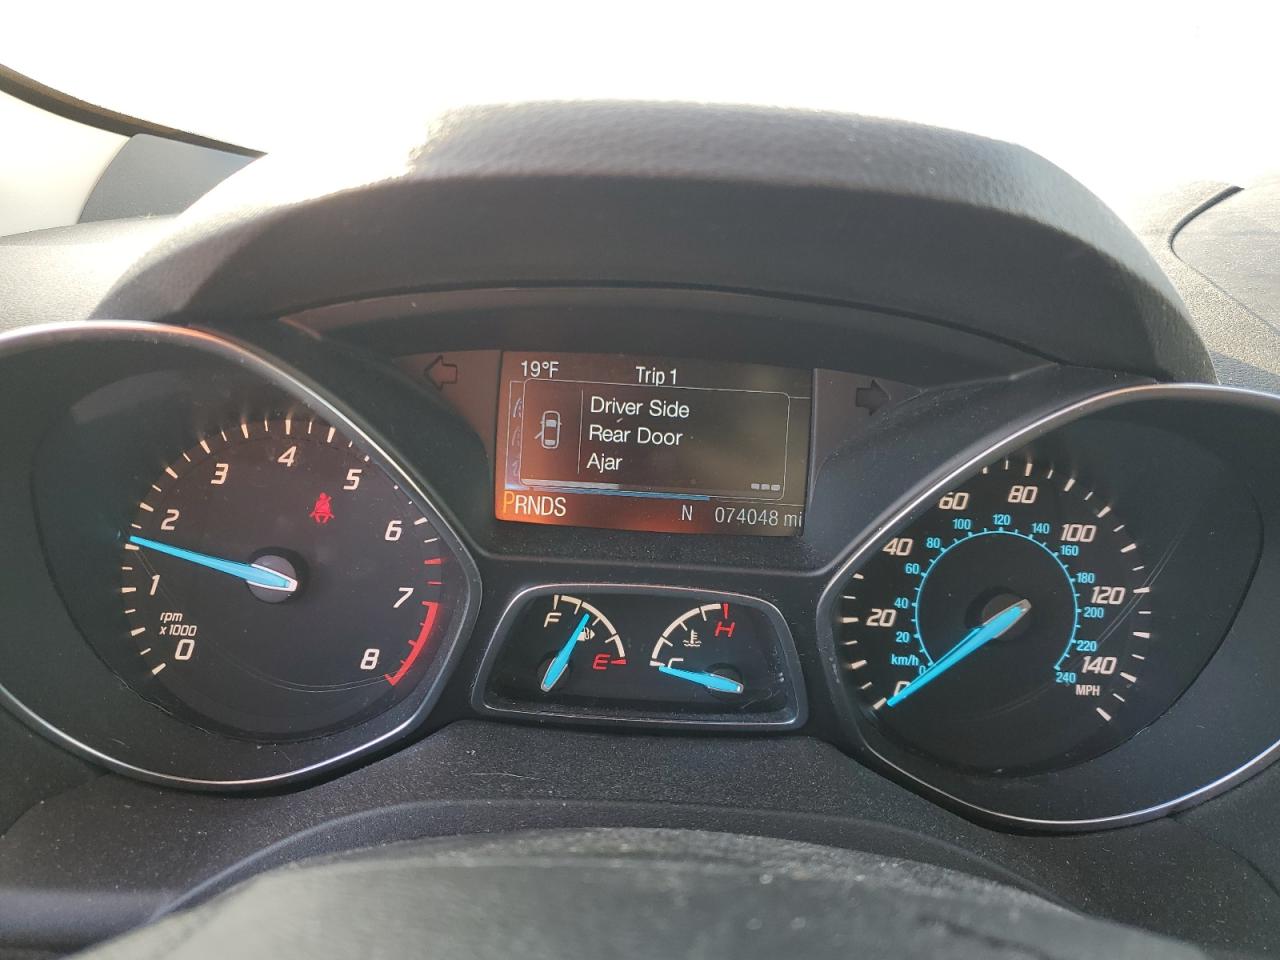 19°F Trip 1
Driver Side
Rear Door
Ajar
PRNDS N 074048 mi
0 1 2 3 4 5 6 7 8
rpm
x1000
F E
C H
0 20 40 60 80 100 120 140
MPH
km/h
0 20 40 60 80 100 120 140 160 180 200 220 240